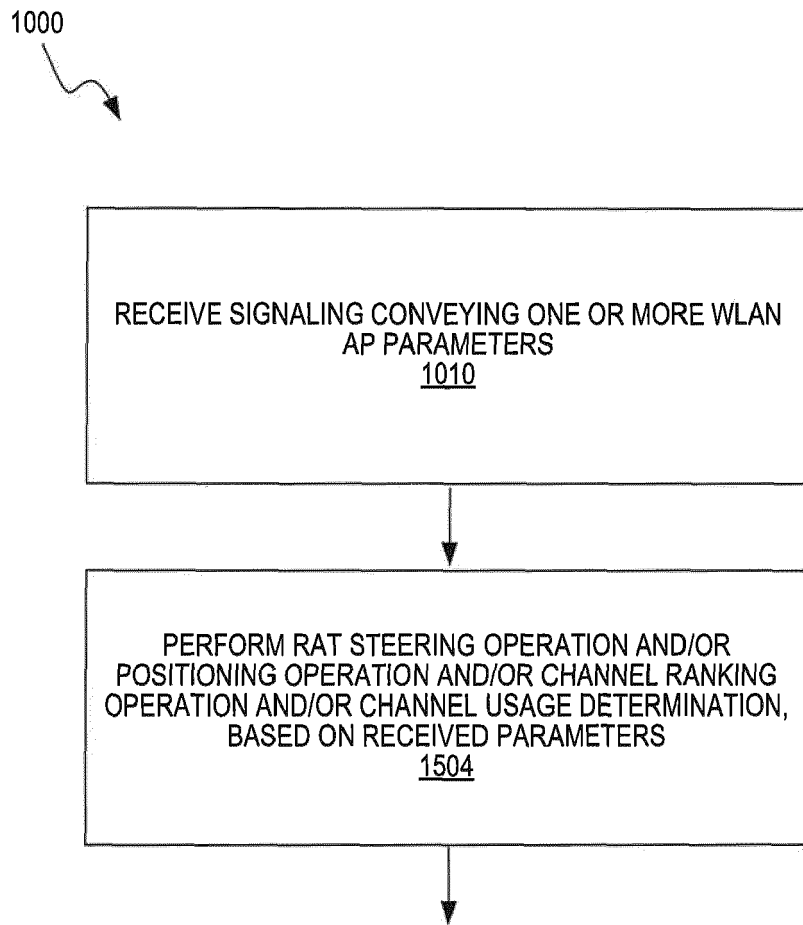 1000
RECEIVE SIGNALING CONVEYING ONE OR MORE WLAN
AP PARAMETERS
1010
PERFORM RAT STEERING OPERATION AND/OR
POSITIONING OPERATION AND/OR CHANNEL RANKING
OPERATION AND/OR CHANNEL USAGE DETERMINATION,
BASED ON RECEIVED PARAMETERS
1504